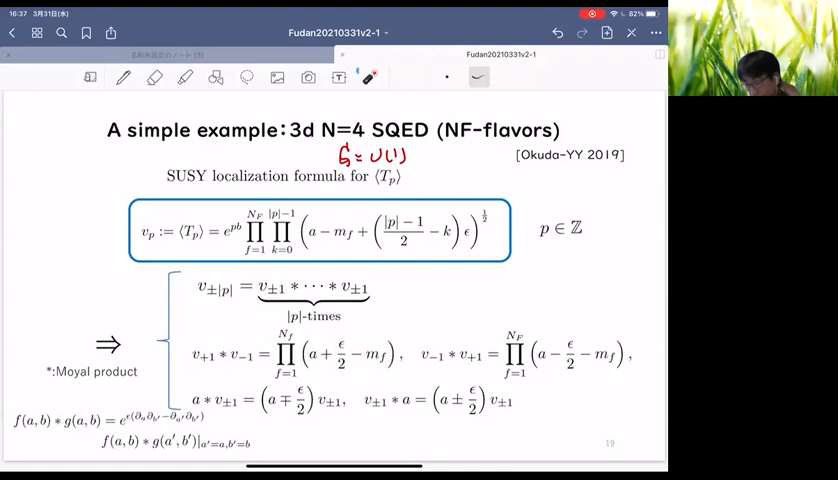 16:37 3月31日(水)
82%
Fudan20210331v2-1
名称未設定のノート (3)
Fudan20210331v2-1
A simple example:3d N=4 SQED (NF-flavors)
G = U(1)
[Okuda-YY 2019]
SUSY localization formula for ⟨T_p⟩
v_p := ⟨T_p⟩ = e^{pb} ∏_{f=1}^{N_F} ∏_{k=0}^{|p|-1} (a − m_f + (\frac{|p| − 1}{2} − k) ϵ)^{\frac{1}{2}} p ∈ ℤ
v_{±|p|} = v_{±1} ∗ ⋯ ∗ v_{±1}
|p|-times
⇒
*:Moyal product
v_{+1} ∗ v_{−1} = ∏_{f=1}^{N_f} (a + \frac{ϵ}{2} − m_f), v_{−1} ∗ v_{+1} = ∏_{f=1}^{N_F} (a − \frac{ϵ}{2} − m_f),
a ∗ v_{±1} = (a ∓ \frac{ϵ}{2}) v_{±1}, v_{±1} ∗ a = (a ± \frac{ϵ}{2}) v_{±1}
f(a, b) ∗ g(a, b) = e^{ϵ(∂_a ∂_{b'} − ∂_{a'} ∂_{b'})}
f(a, b) ∗ g(a', b')|_{a'=a,b'=b}
19